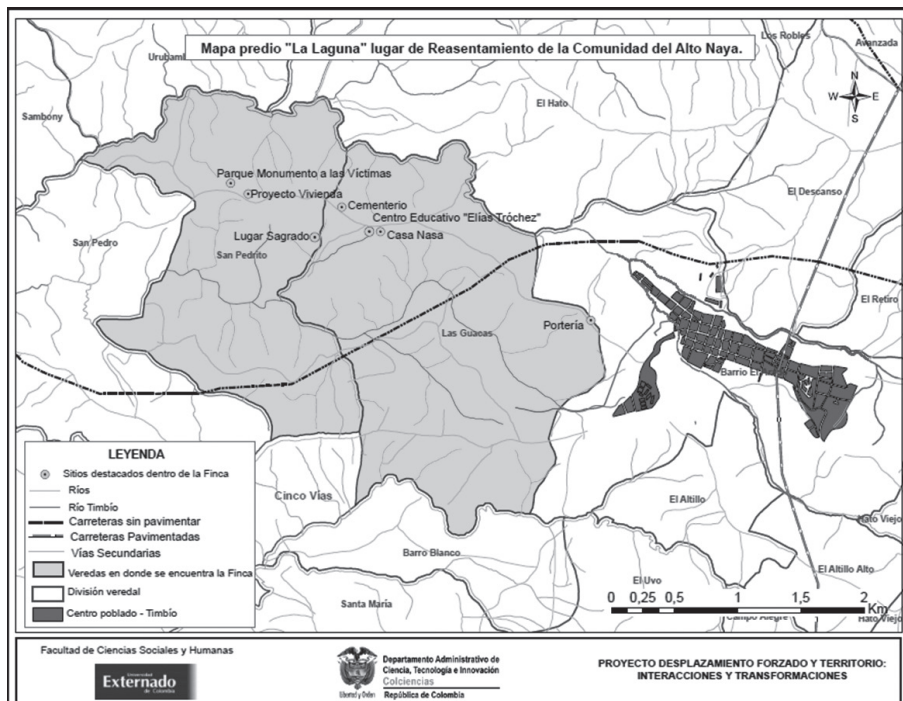 Mapa predio "La Laguna" lugar de Reasentamiento de la Comunidad del Alto Naya.
Los Robles
Avanzada
Sambony
El Hato
N
W E
S
Parque Monumento a las Víctimas
Proyecto Vivienda
Cementerio
El Descanso
Centro Educativo "Elías Tróchez"
San Pedro
Lugar Sagrado
Casa Nasa
San Pedrito
El Retiro
Las Guacas
Portería
Barrio
LEYENDA
Sitios destacados dentro de la Finca
Ríos
Río Timbío
Carreteras sin pavimentar
Carreteras Pavimentadas
Vías Secundarias
Veredas en donde se encuentra la Finca
División veredal
Centro poblado - Timbío
Cinco Vías
El Altillo
Hato Viejo
Barro Blanco
El Altillo Alto
El Uvo
Santa María
0 0,25 0,5 1 1,5 2
Km
Campo Alegre
Hato Viejo
Facultad de Ciencias Sociales y Humanas
Universidad
Externado
de Colombia
Libertad y Orden
Departamento Administrativo de
Ciencia, Tecnología e Innovación
Colciencias
República de Colombia
PROYECTO DESPLAZAMIENTO FORZADO Y TERRITORIO:
INTERACCIONES Y TRANSFORMACIONES